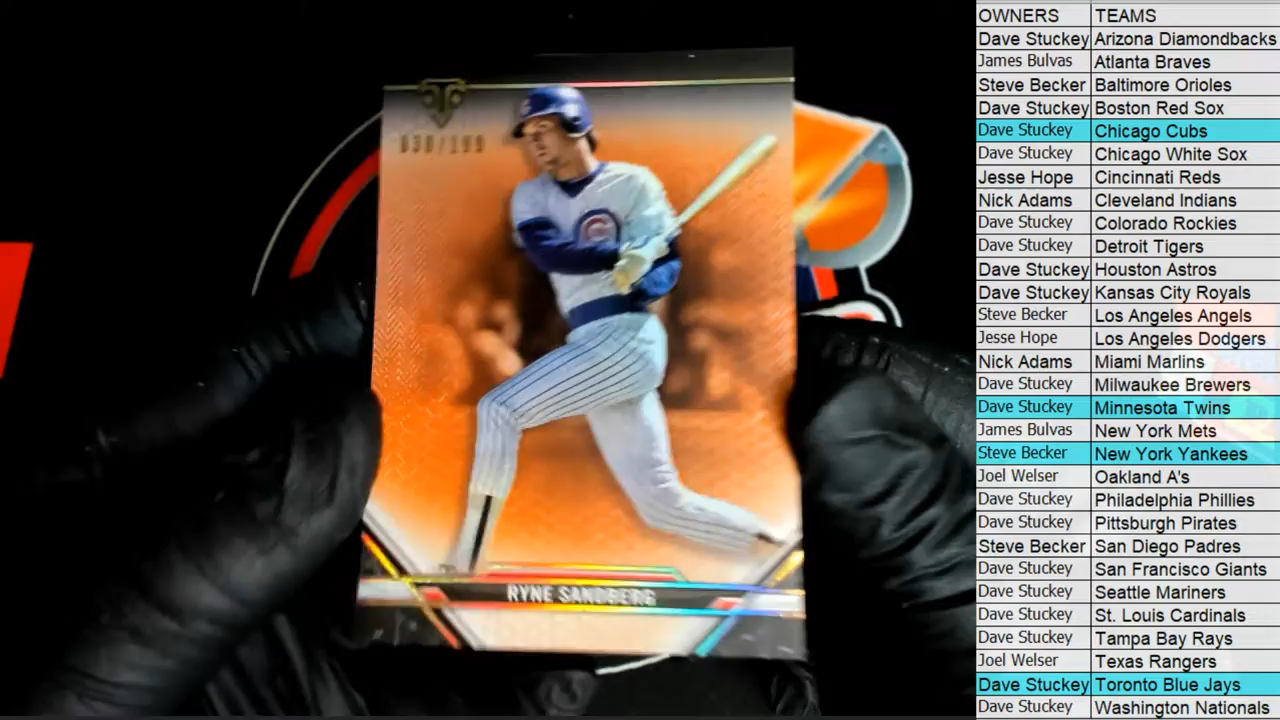 030/199
RYNE SANDBERG
OWNERS TEAMS
Dave Stuckey Arizona Diamondbacks
James Bulvas Atlanta Braves
Steve Becker Baltimore Orioles
Dave Stuckey Boston Red Sox
Dave Stuckey Chicago Cubs
Dave Stuckey Chicago White Sox
Jesse Hope Cincinnati Reds
Nick Adams Cleveland Indians
Dave Stuckey Colorado Rockies
Dave Stuckey Detroit Tigers
Dave Stuckey Houston Astros
Dave Stuckey Kansas City Royals
Steve Becker Los Angeles Angels
Jesse Hope Los Angeles Dodgers
Nick Adams Miami Marlins
Dave Stuckey Milwaukee Brewers
Dave Stuckey Minnesota Twins
James Bulvas New York Mets
Steve Becker New York Yankees
Joel Welser Oakland A's
Dave Stuckey Philadelphia Phillies
Dave Stuckey Pittsburgh Pirates
Steve Becker San Diego Padres
Dave Stuckey San Francisco Giants
Dave Stuckey Seattle Mariners
Dave Stuckey St. Louis Cardinals
Dave Stuckey Tampa Bay Rays
Joel Welser Texas Rangers
Dave Stuckey Toronto Blue Jays
Dave Stuckey Washington Nationals